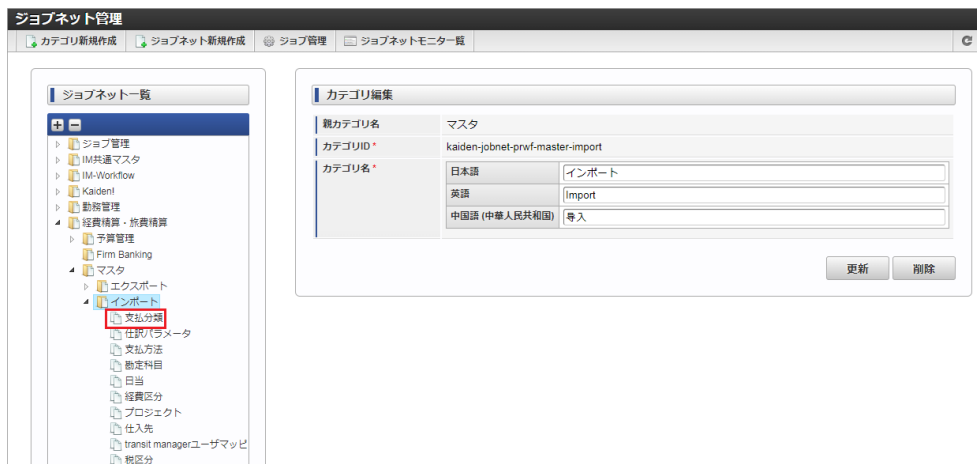 ジョブネット管理
カテゴリ新規作成 ジョブネット新規作成 ジョブ管理 ジョブネットモニター覧
ジョブネット一覧
ジョブ管理
IM共通マスタ
IM-Workflow
Kaiden!
勤務管理
経費精算・旅費精算
予算管理
Firm Banking
マスタ
エクスポート
インポート
支払分類
仕訳パラメータ
支払方法
勘定科目
日当
経費区分
プロジェクト
仕入先
transit managerユーザマッピ
税区分
カテゴリ編集
親カテゴリ名 マスタ
カテゴリID * kaiden-jobnet-prwf-master-import
カテゴリ名 * 日本語 インポート
英語 Import
中国語 (中華人民共和国) 导入
更新 削除